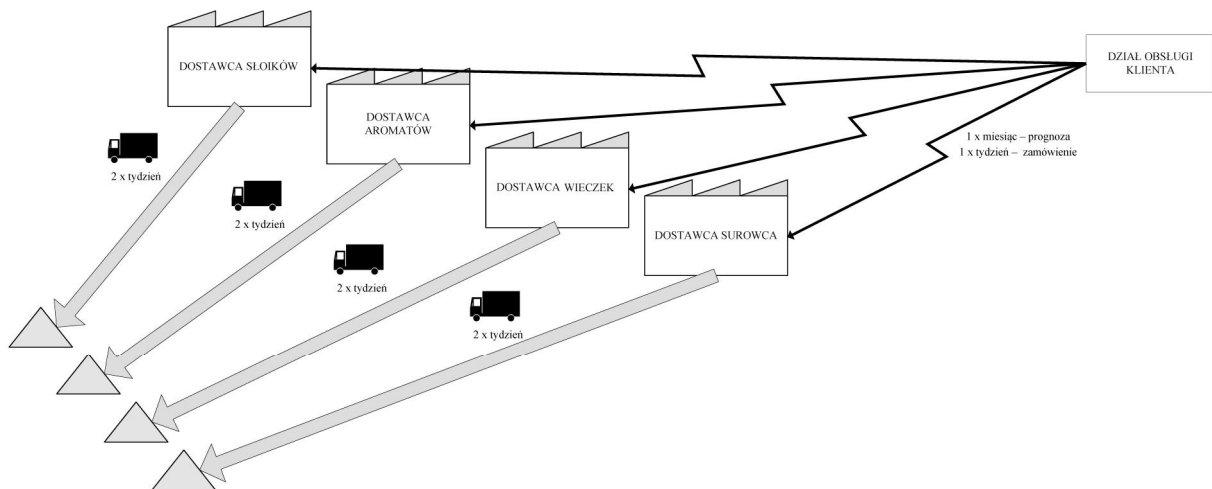 DOSTAWCA SŁOIKÓW
DZIAŁ OBSŁUGI
KLIENTA
DOSTAWCA
AROMATÓW
1 x miesiąc – prognoza
1 x tydzień – zamówienie
2 x tydzień
DOSTAWCA WIECZEK
2 x tydzień
DOSTAWCA SUROWCA
2 x tydzień
2 x tydzień